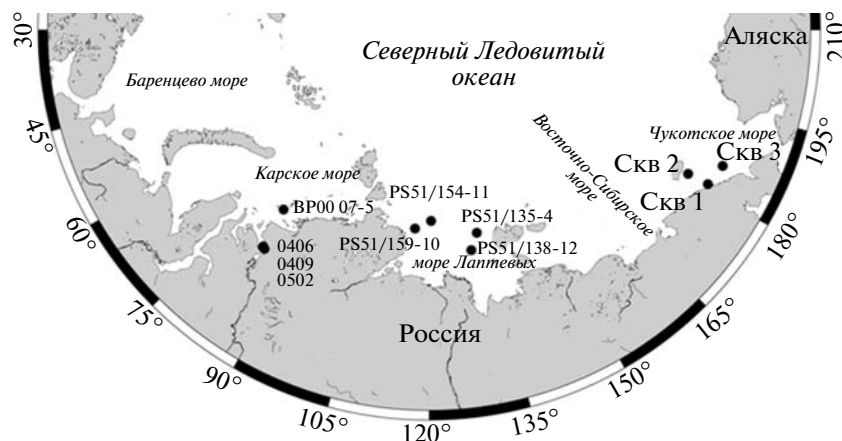 30°
210°
Северный Ледовитый
океан
Аляска
Баренцево море
45°
Восточно-Сибирское
море
Чукотское море
195°
Скв 2
Скв 3
Скв 1
Карское море
BP00 07-5
PS51/154-11
PS51/135-4
PS51/159-10
PS51/138-12
море Лаптевых
0406
0409
0502
60°
180°
75°
Россия
165°
90°
150°
105°
120°
135°